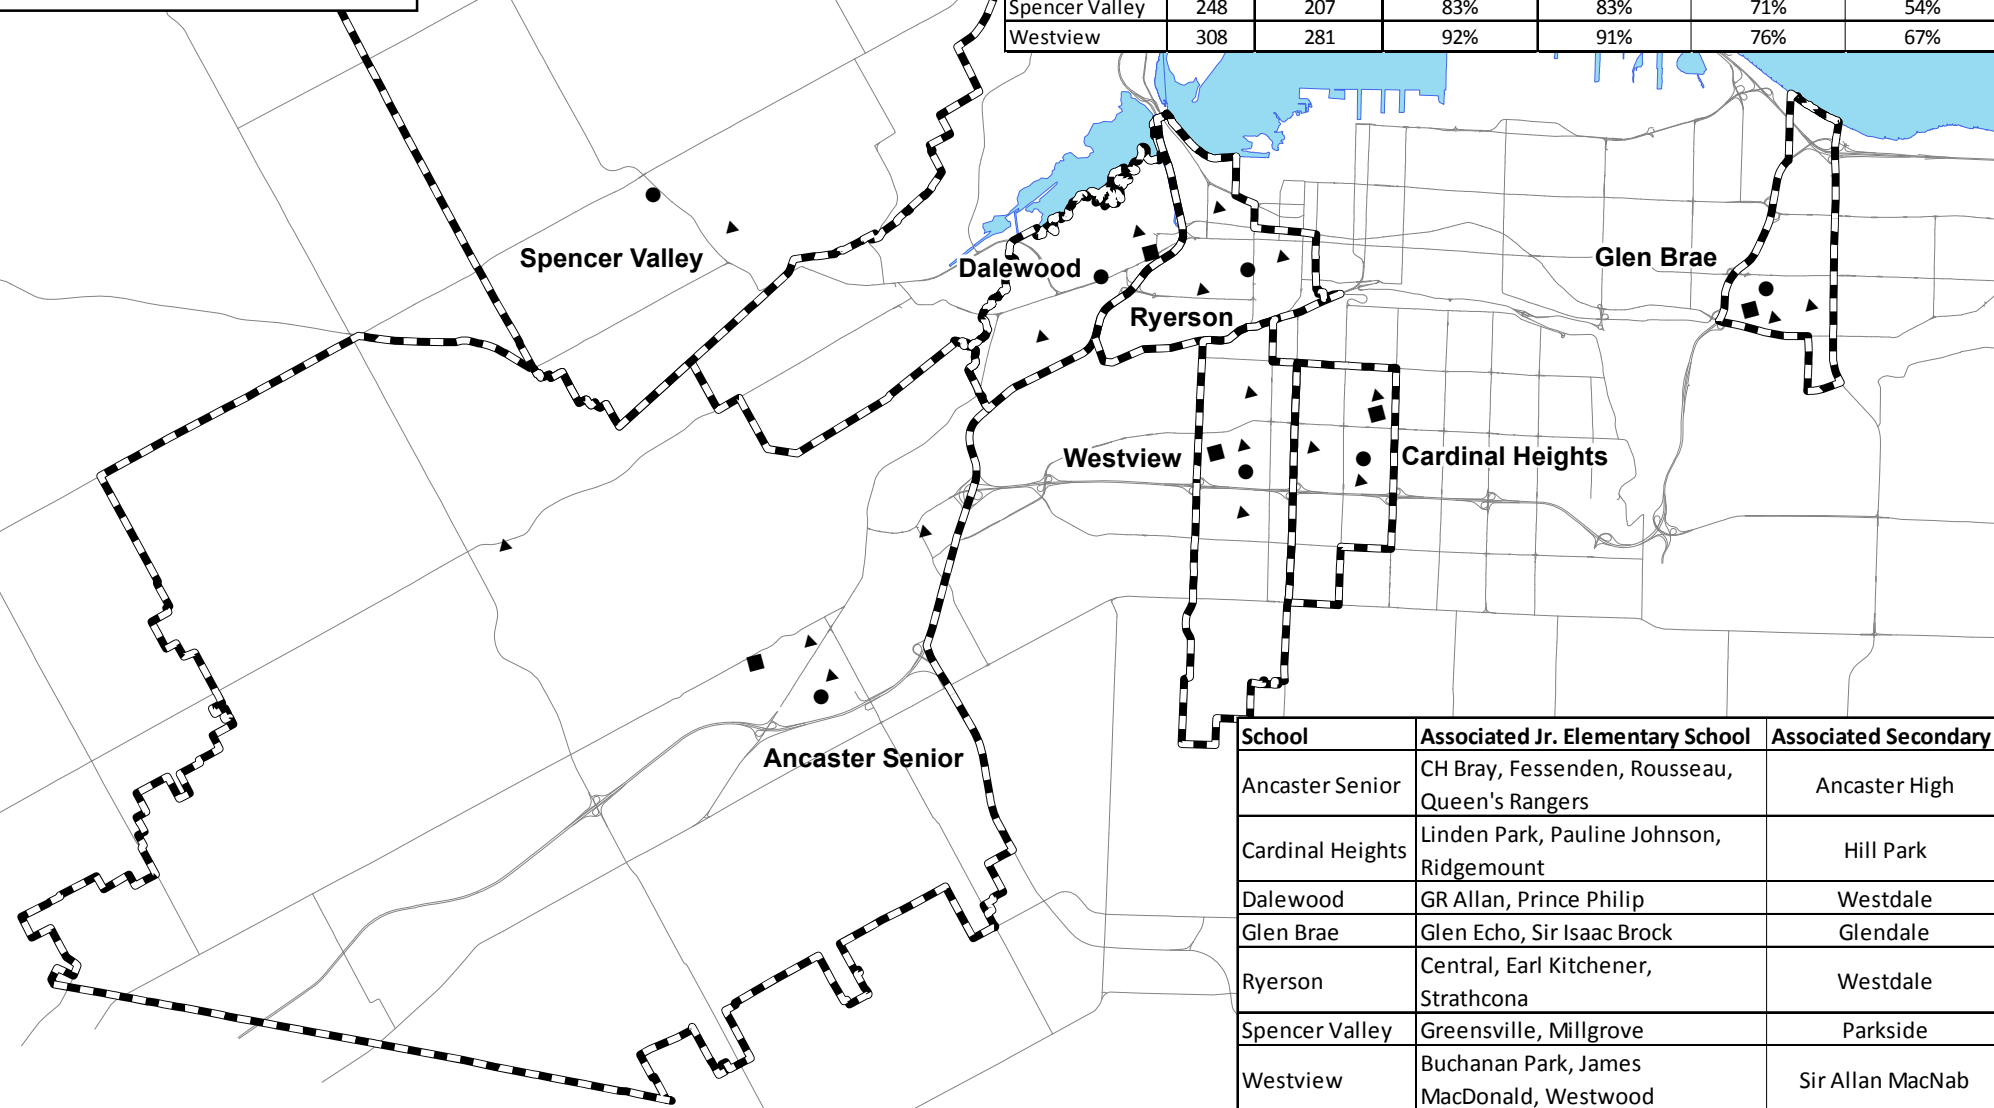 Spencer Valley 248 207 83% 83% 71% 54%
Westview 308 281 92% 91% 76% 67%
Spencer Valley
Dalewood
Glen Brae
Ryerson
Westview
Cardinal Heights
Ancaster Senior
School Associated Jr. Elementary School Associated Secondary
Ancaster Senior CH Bray, Fessenden, Rousseau, Ancaster High
Queen's Rangers
Cardinal Heights Linden Park, Pauline Johnson, Hill Park
Ridgemount
Dalewood GR Allan, Prince Philip Westdale
Glen Brae Glen Echo, Sir Isaac Brock Glendale
Ryerson Central, Earl Kitchener, Westdale
Strathcona
Spencer Valley Greensville, Millgrove Parkside
Westview Buchanan Park, James Sir Allan MacNab
MacDonald, Westwood